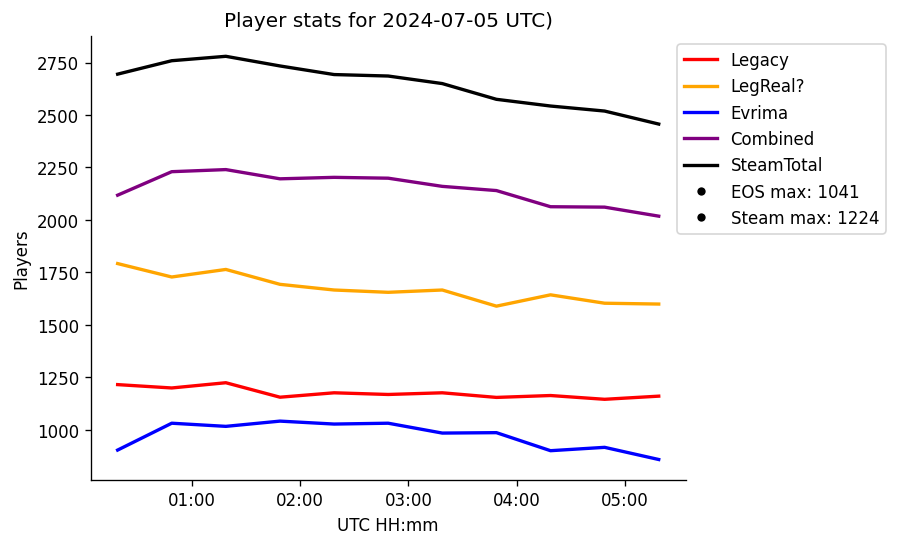 Player stats for 2024-07-05 UTC)
Legacy
LegReal?
Evrima
Combined
SteamTotal
EOS max: 1041
Steam max: 1224
Players
2750
2500
2250
2000
1750
1500
1250
1000
01:00 02:00 03:00 04:00 05:00
UTC HH:mm